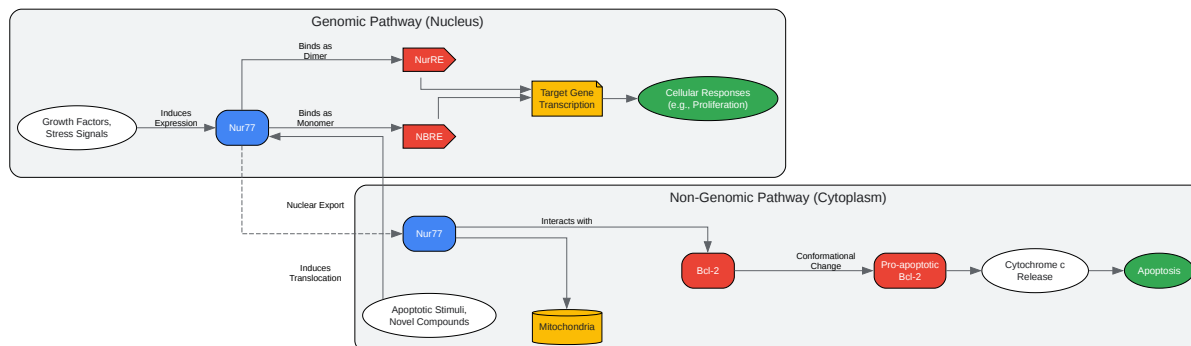 Genomic Pathway (Nucleus)
Binds as
Dimer
NurRE
Target Gene
Transcription
Cellular Responses
(e.g., Proliferation)
Growth Factors,
Stress Signals
Induces
Expression
Nur77
Binds as
Monomer
NBRE
Non-Genomic Pathway (Cytoplasm)
Nuclear Export
Nur77
Interacts with
Induces
Translocation
Bcl-2
Conformational
Change
Pro-apoptotic
Bcl-2
Cytochrome c
Release
Apoptosis
Apoptotic Stimuli,
Novel Compounds
Mitochondria